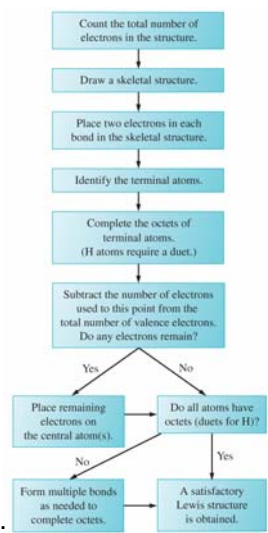 Count the total number of
electrons in the structure.
Draw a skeletal structure.
Place two electrons in each
bond in the skeletal structure.
Identify the terminal atoms.
Complete the octets of
terminal atoms.
(H atoms require a duet.)
Subtract the number of electrons
used to this point from the
total number of valence electrons.
Do any electrons remain?
Yes
No
Place remaining
electrons on
the central atom(s).
Do all atoms have
octets (duets for H)?
No
Yes
Form multiple bonds
as needed to
complete octets.
A satisfactory
Lewis structure
is obtained.
.